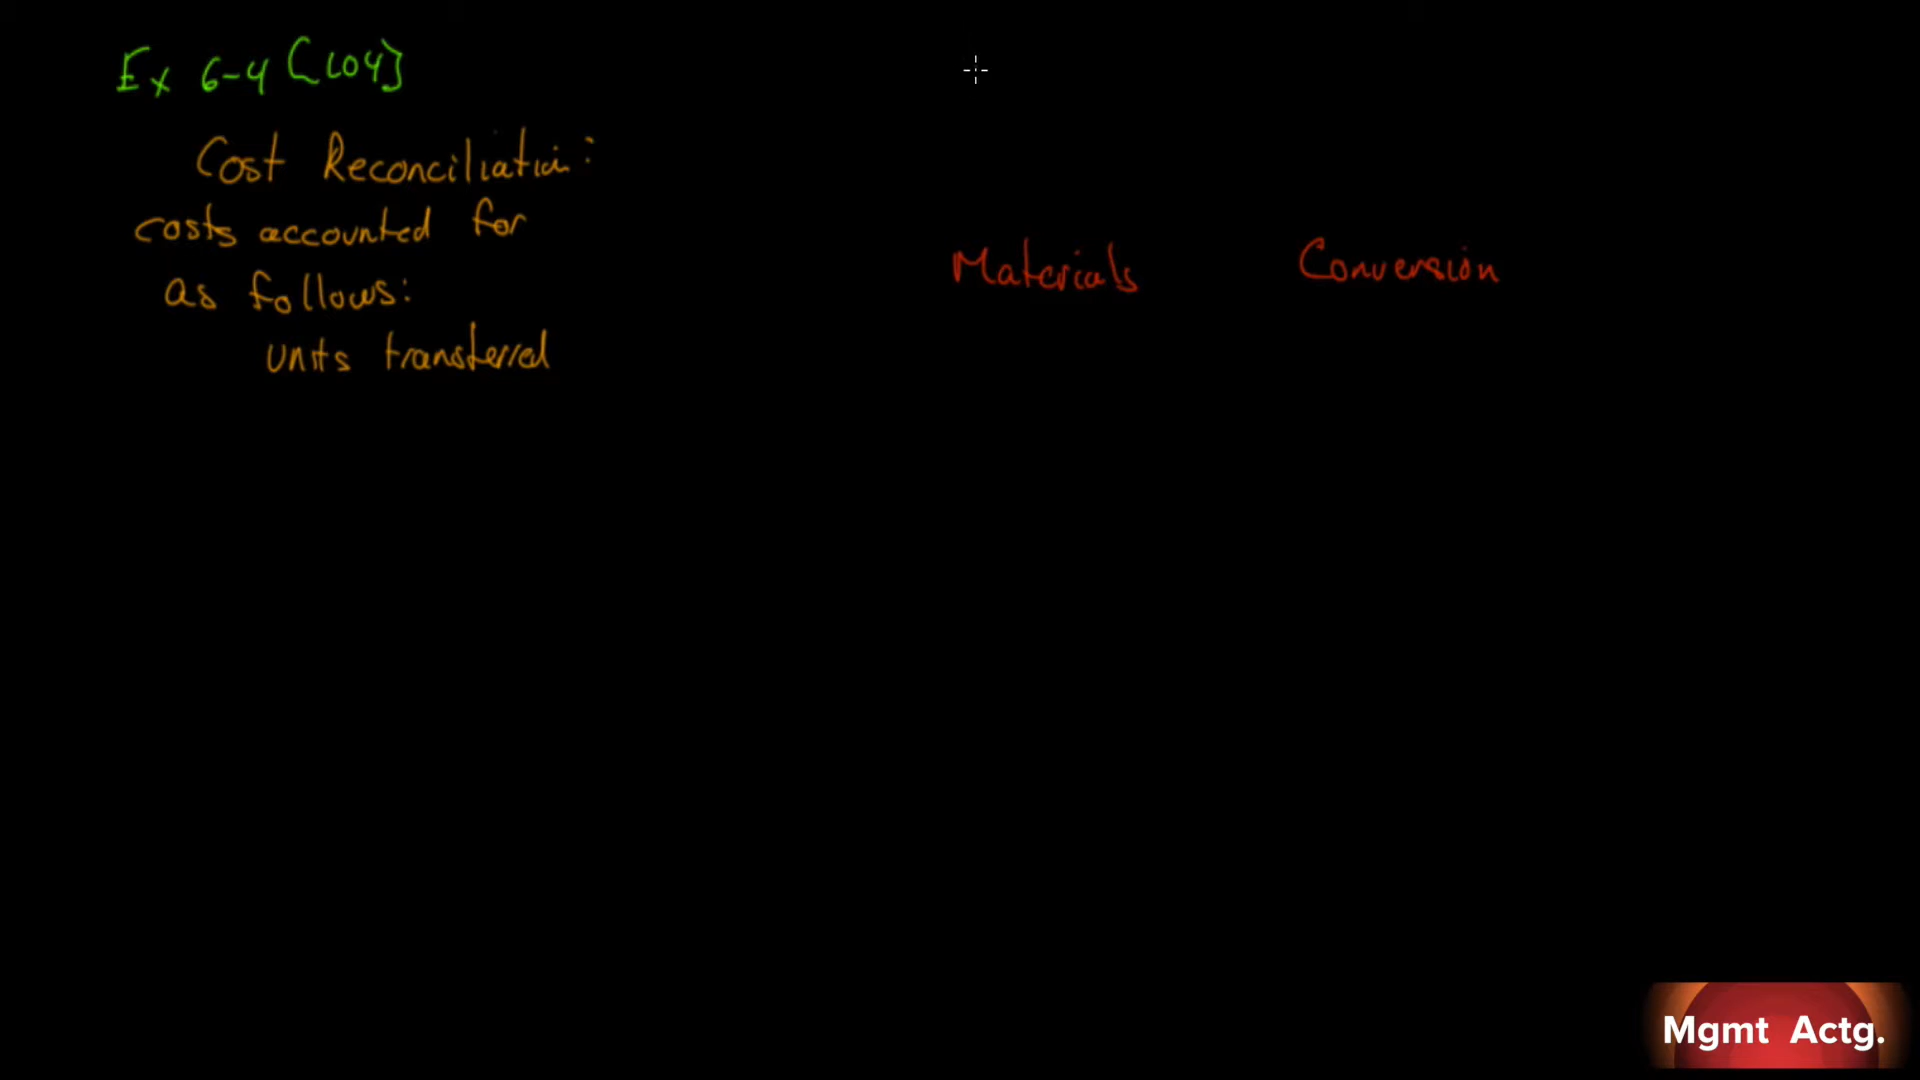 Ex 6-4 [LO4]
Cost Reconciliation:
costs accounted for
as follows:
Materials Conversion
units transferred
Mgmt Actg.